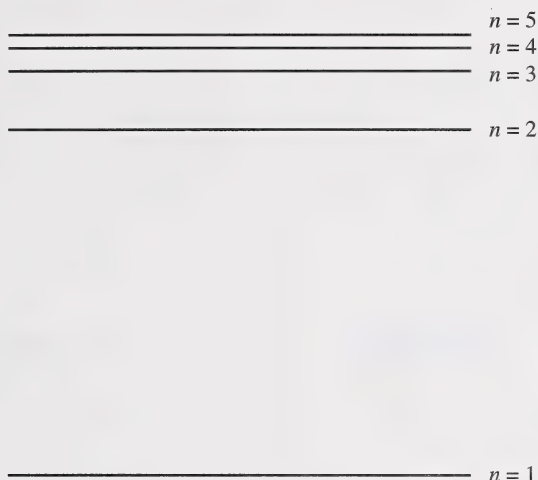 n = 5
n = 4
n = 3
n = 2
n = 1